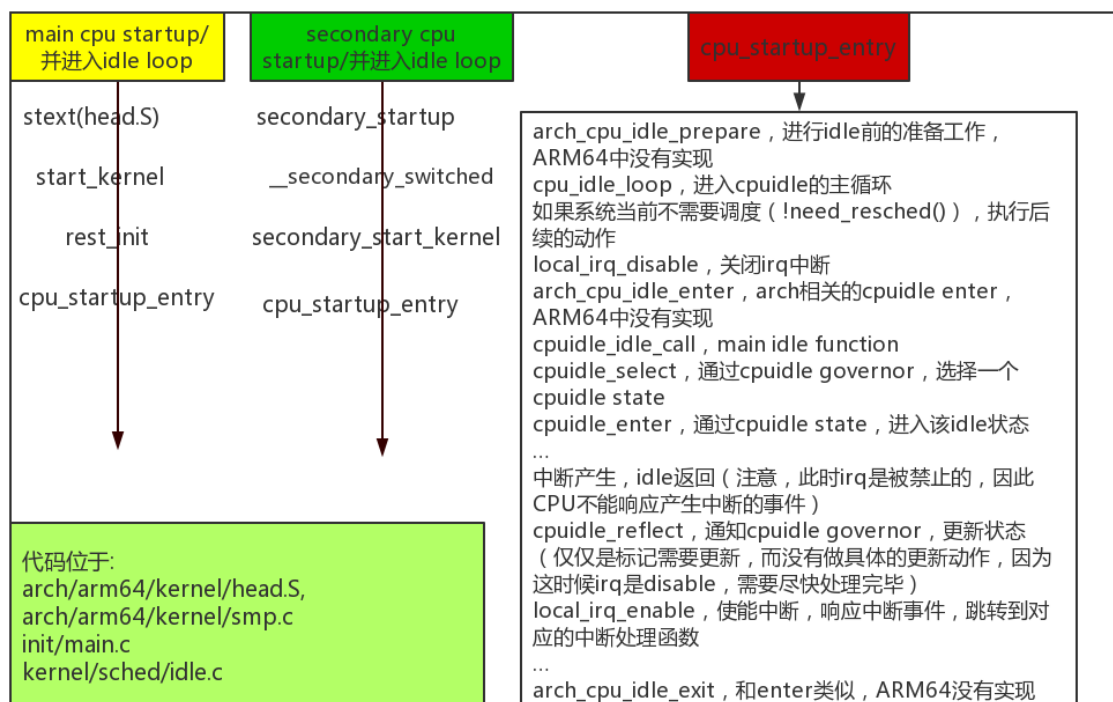 main cpu startup/
并进入idle loop
stext(head.S)
start_kernel
rest_init
cpu_startup_entry
secondary cpu
startup/并进入idle loop
secondary_startup
__secondary_switched
secondary_start_kernel
cpu_startup_entry
代码位于:
arch/arm64/kernel/head.S,
arch/arm64/kernel/smp.c
init/main.c
kernel/sched/idle.c
cpu_startup_entry
arch_cpu_idle_prepare，进行idle前的准备工作，
ARM64中没有实现
cpu_idle_loop，进入cpuidle的主循环
如果系统当前不需要调度（!need_resched()），执行后
续的动作
local_irq_disable，关闭irq中断
arch_cpu_idle_enter，arch相关的cpuidle enter，
ARM64中没有实现
cpuidle_idle_call，main idle function
cpuidle_select，通过cpuidle governor，选择一个
cpuidle state
cpuidle_enter，通过cpuidle state，进入该idle状态
...
中断产生，idle返回（注意，此时irq是被禁止的，因此
CPU不能响应产生中断的事件）
cpuidle_reflect，通知cpuidle governor，更新状态
（仅仅是标记需要更新，而没有做具体的更新动作，因为
这时候irq是disable，需要尽快处理完毕）
local_irq_enable，使能中断，响应中断事件，跳转到对
应的中断处理函数
...
arch_cpu_idle_exit，和enter类似，ARM64没有实现